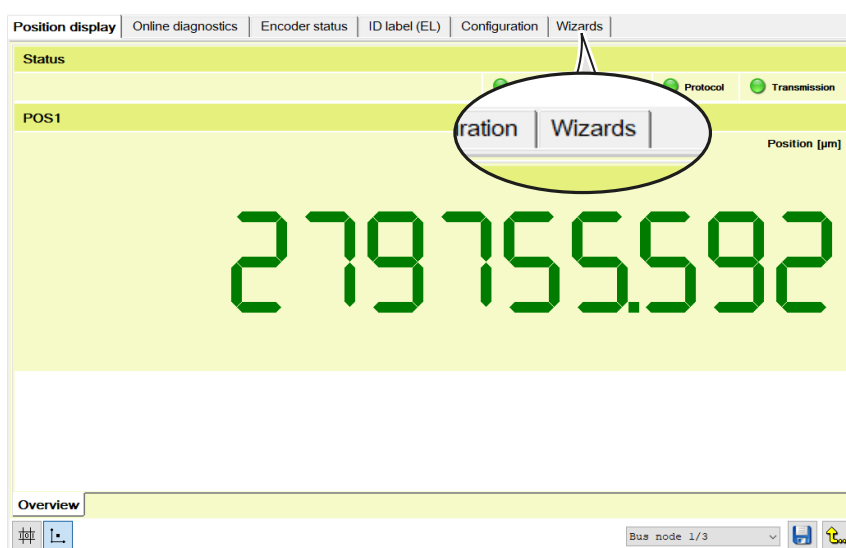 Position display Online diagnostics Encoder status ID label (EL) Configuration Wizards
Status
Protocol Transmission
POS1
ration Wizards
Position [µm]
279755.592
Overview
Bus node 1/3